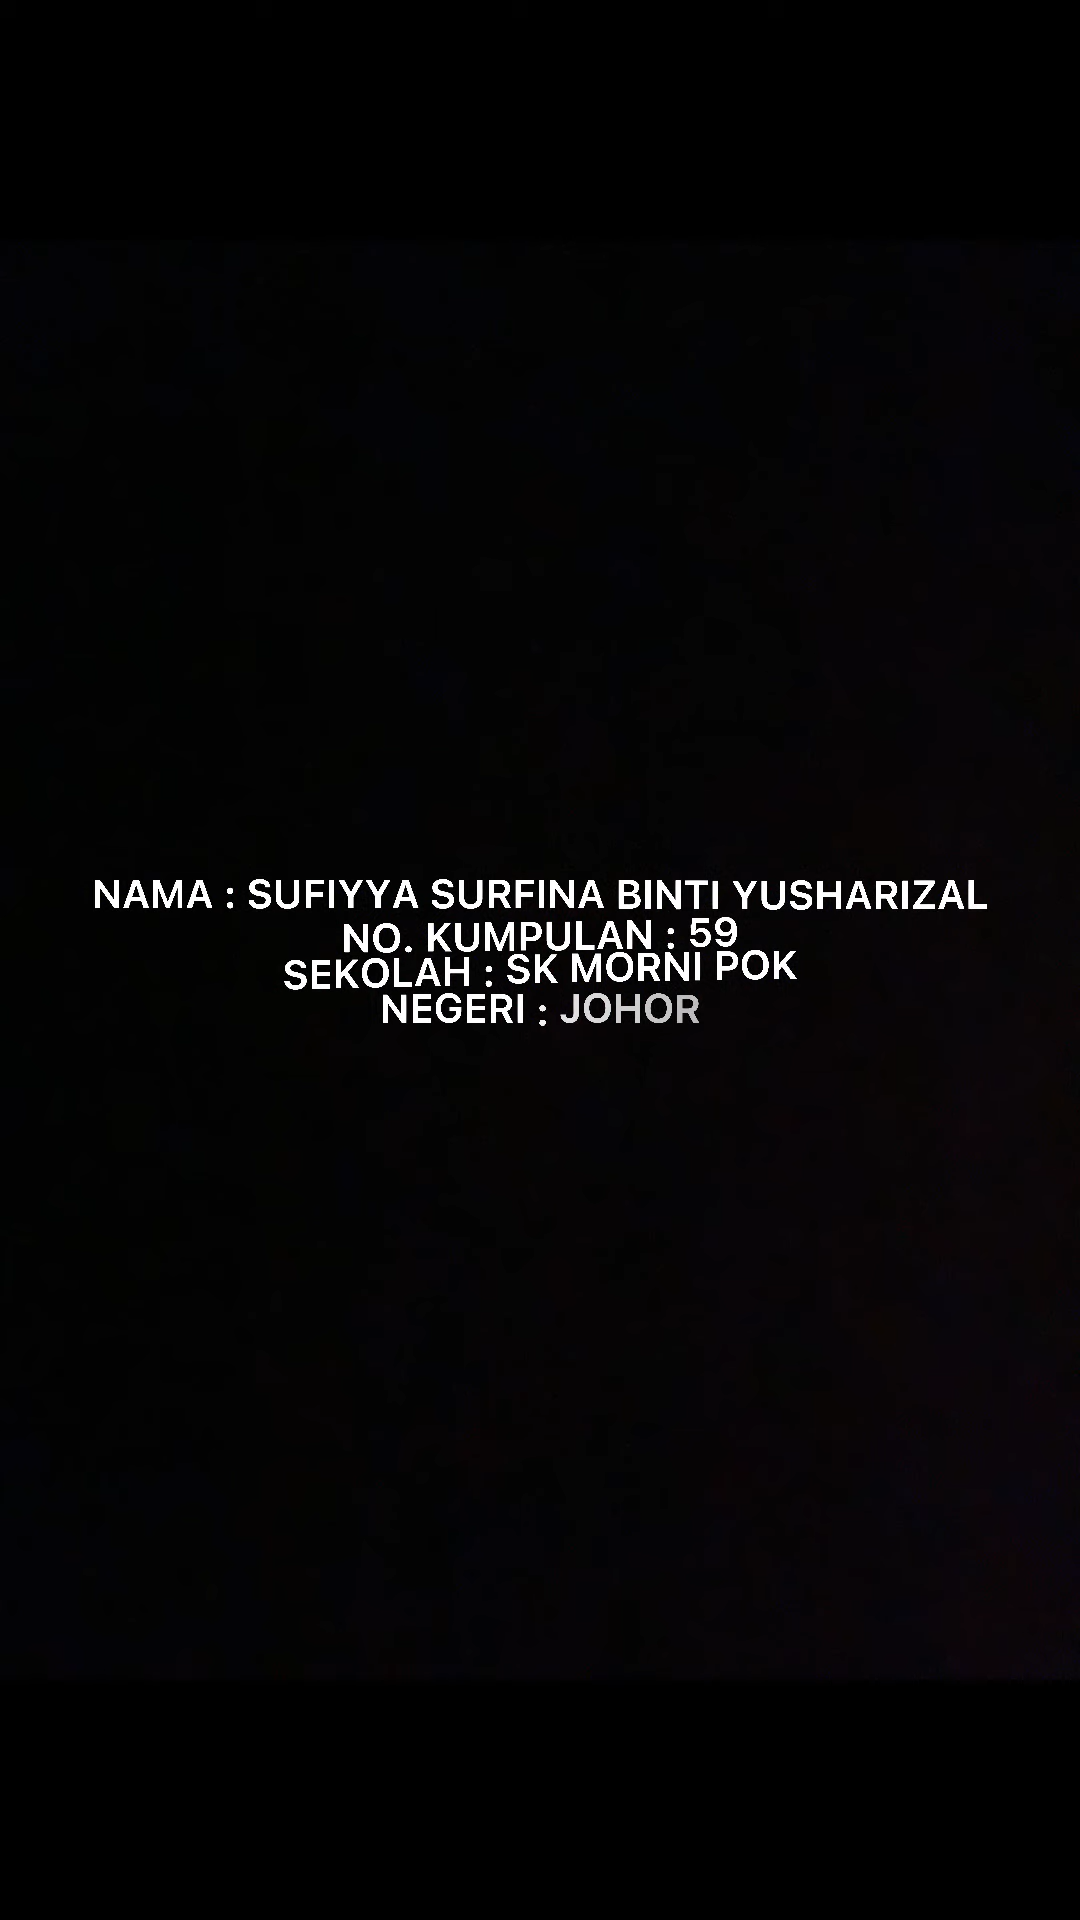 NAMA : SUFIYYA SURFINA BINTI YUSHARIZAL
NO. KUMPULAN : 59
SEKOLAH : SK MORNI POK
NEGERI : JOHOR